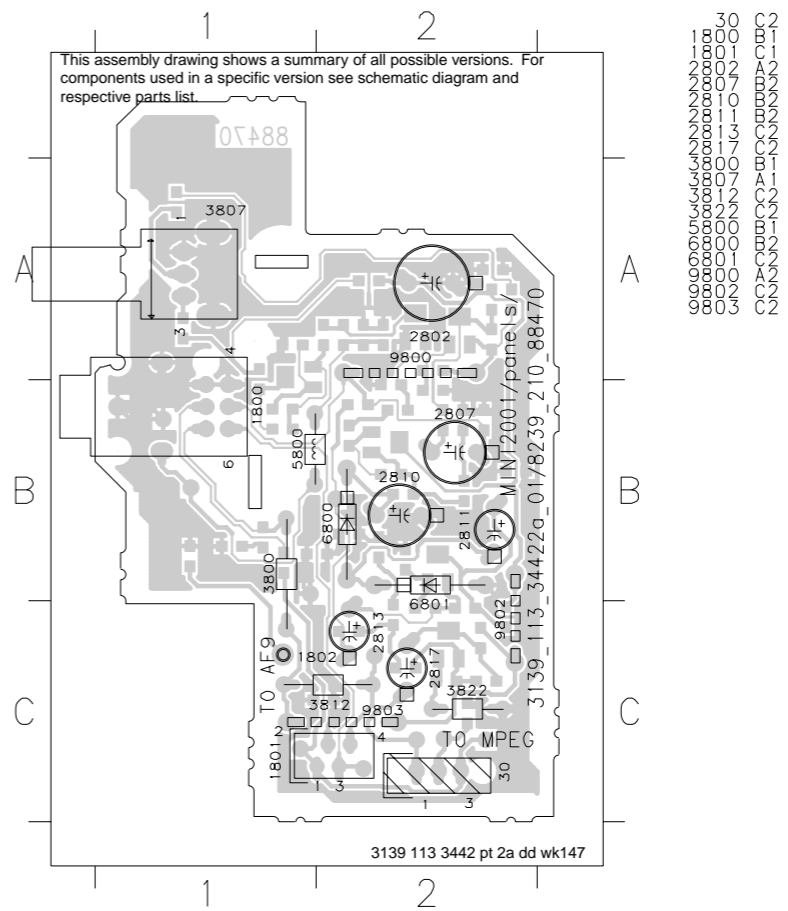 1 2
This assembly drawing shows a summary of all possible versions. For
components used in a specific version see schematic diagram and
respective parts list.
88470
1
3807
A A
2802
3
4
9800
1800
2807
5800
6
2810
B B
6800
2811
3800
6801
9802
2813
TO AF9
1802
2817
3822
3812
9803
C C
2
4
TO MPEG
1801
1 3
30
1 3
MINI2001/panels/
3139_113_34422a_01/8239_210_88470
3139 113 3442 pt 2a dd wk147
1 2
30 C2
1800 B1
1801 C1
2802 A2
2807 B2
2810 B2
2811 B2
2813 C2
2817 C2
3800 B1
3807 A1
3812 C2
3822 C2
5800 B1
6800 B2
6801 C2
9800 A2
9802 C2
9803 C2